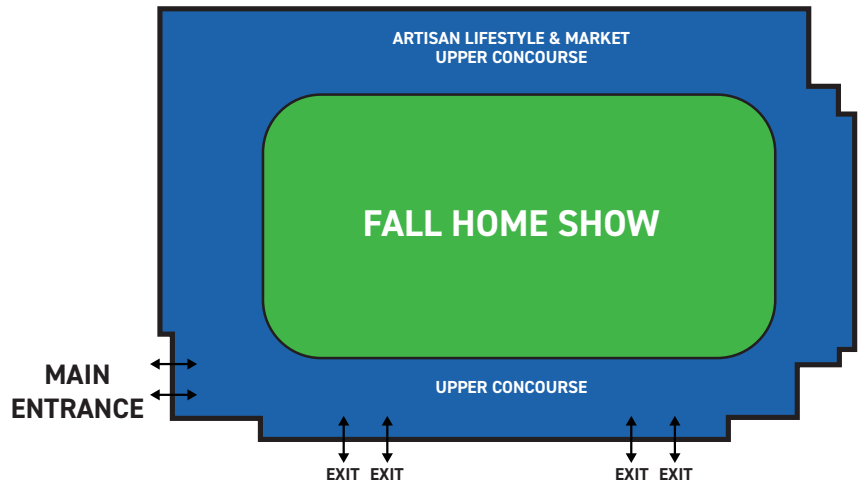 ARTISAN LIFESTYLE & MARKET
UPPER CONCOURSE
FALL HOME SHOW
MAIN
ENTRANCE
UPPER CONCOURSE
EXIT EXIT EXIT EXIT